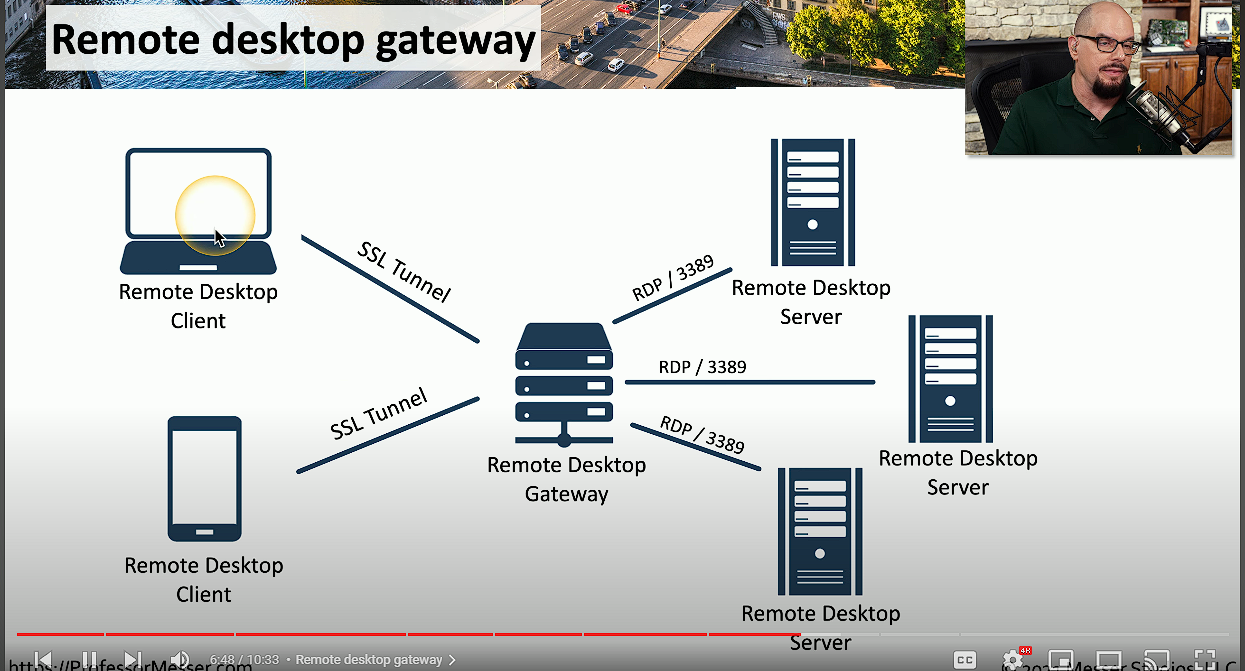 Remote desktop gateway
SSL Tunnel
RDP / 3389
Remote Desktop
Client
Remote Desktop
Server
RDP / 3389
SSL Tunnel
RDP / 3389
Remote Desktop
Server
Remote Desktop
Gateway
Remote Desktop
Client
Remote Desktop
Server
https://ProfessorMesser.com
6:48 / 10:33 • Remote desktop gateway
CC
4K
Messer Studios, LLC